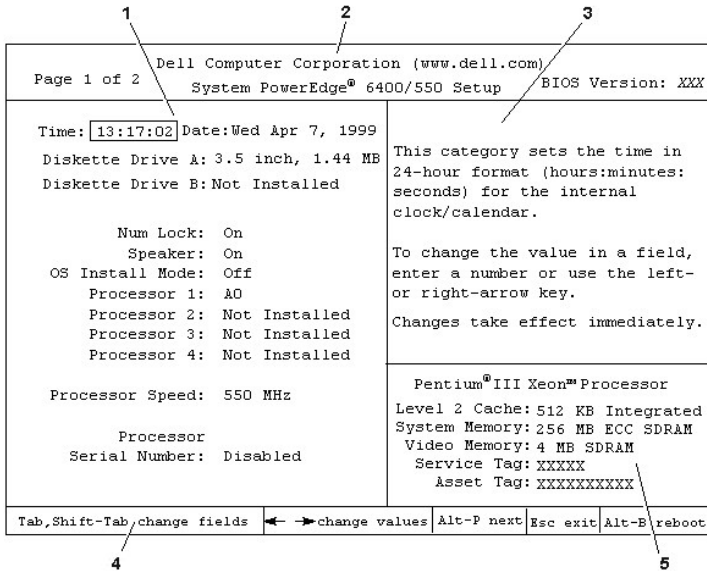 1
2
3
Dell Computer Corporation (www.dell.com)
Page 1 of 2
System PowerEdge® 6400/550 Setup
BIOS Version: XXX
Time: 13:17:02 Date:Wed Apr 7, 1999
Diskette Drive A: 3.5 inch, 1.44 MB
Diskette Drive B: Not Installed
Num Lock: On
Speaker: On
OS Install Mode: Off
Processor 1: A0
Processor 2: Not Installed
Processor 3: Not Installed
Processor 4: Not Installed
Processor Speed: 550 MHz
Processor
Serial Number: Disabled
This category sets the time in
24-hour format (hours:minutes:
seconds) for the internal
clock/calendar.
To change the value in a field,
enter a number or use the left-
or right-arrow key.
Changes take effect immediately.
Pentium® III Xeon™ Processor
Level 2 Cache: 512 KB Integrated
System Memory: 256 MB ECC SDRAM
Video Memory: 4 MB SDRAM
Service Tag: XXXXX
Asset Tag: XXXXXXXXXX
Tab,Shift-Tab change fields
← → change values
Alt-P next
Esc exit
Alt-B reboot
4
5